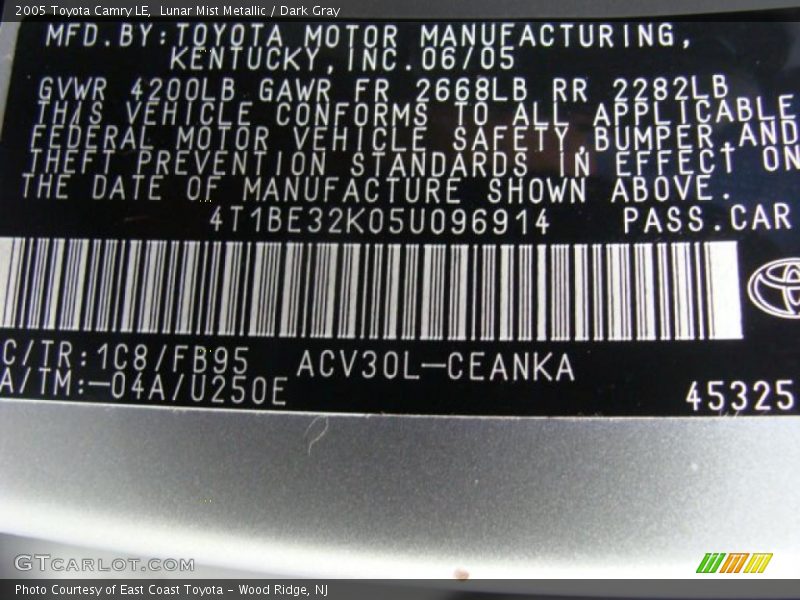 2005 Toyota Camry LE,  Lunar Mist Metallic / Dark Gray
MFD.BY:TOYOTA MOTOR MANUFACTURING,
KENTUCKY,INC.06/05
GVWR 4200LB GAWR FR 2668LB RR 2282LB
THIS VEHICLE CONFORMS TO ALL APPLICABLE
FEDERAL MOTOR VEHICLE SAFETY,BUMPER,AND
THEFT PREVENTION STANDARDS IN EFFECT ON
THE DATE OF MANUFACTURE SHOWN ABOVE.
4T1BE32K05U096914 PASS.CAR
C/TR:1C8/FB95 ACV30L-CEANKA
A/TM:-04A/U250E 45325
GTCARLOT.COM
Photo Courtesy of East Coast Toyota - Wood Ridge, NJ